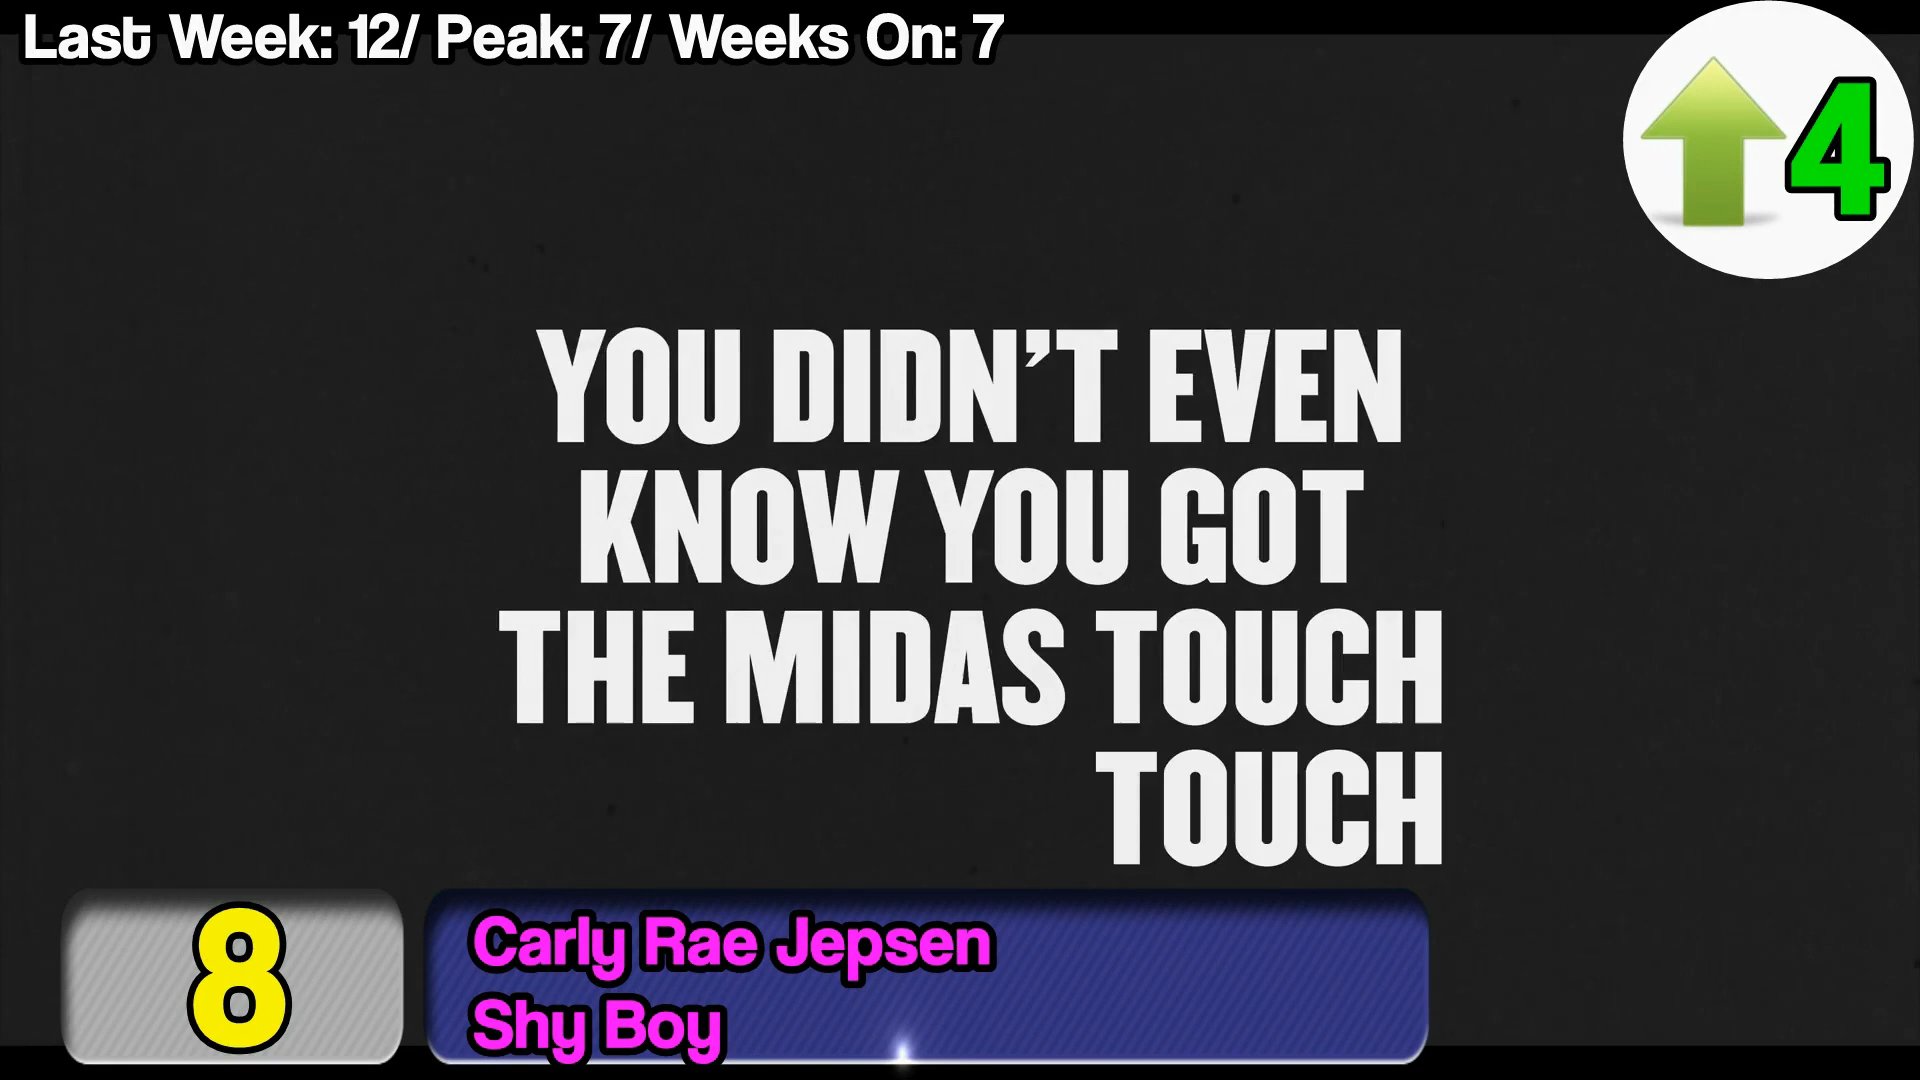 Last Week: 12/ Peak: 7/ Weeks On: 7
4
YOU DIDN’T EVEN
KNOW YOU GOT
THE MIDAS TOUCH
TOUCH
8
Carly Rae Jepsen
Shy Boy